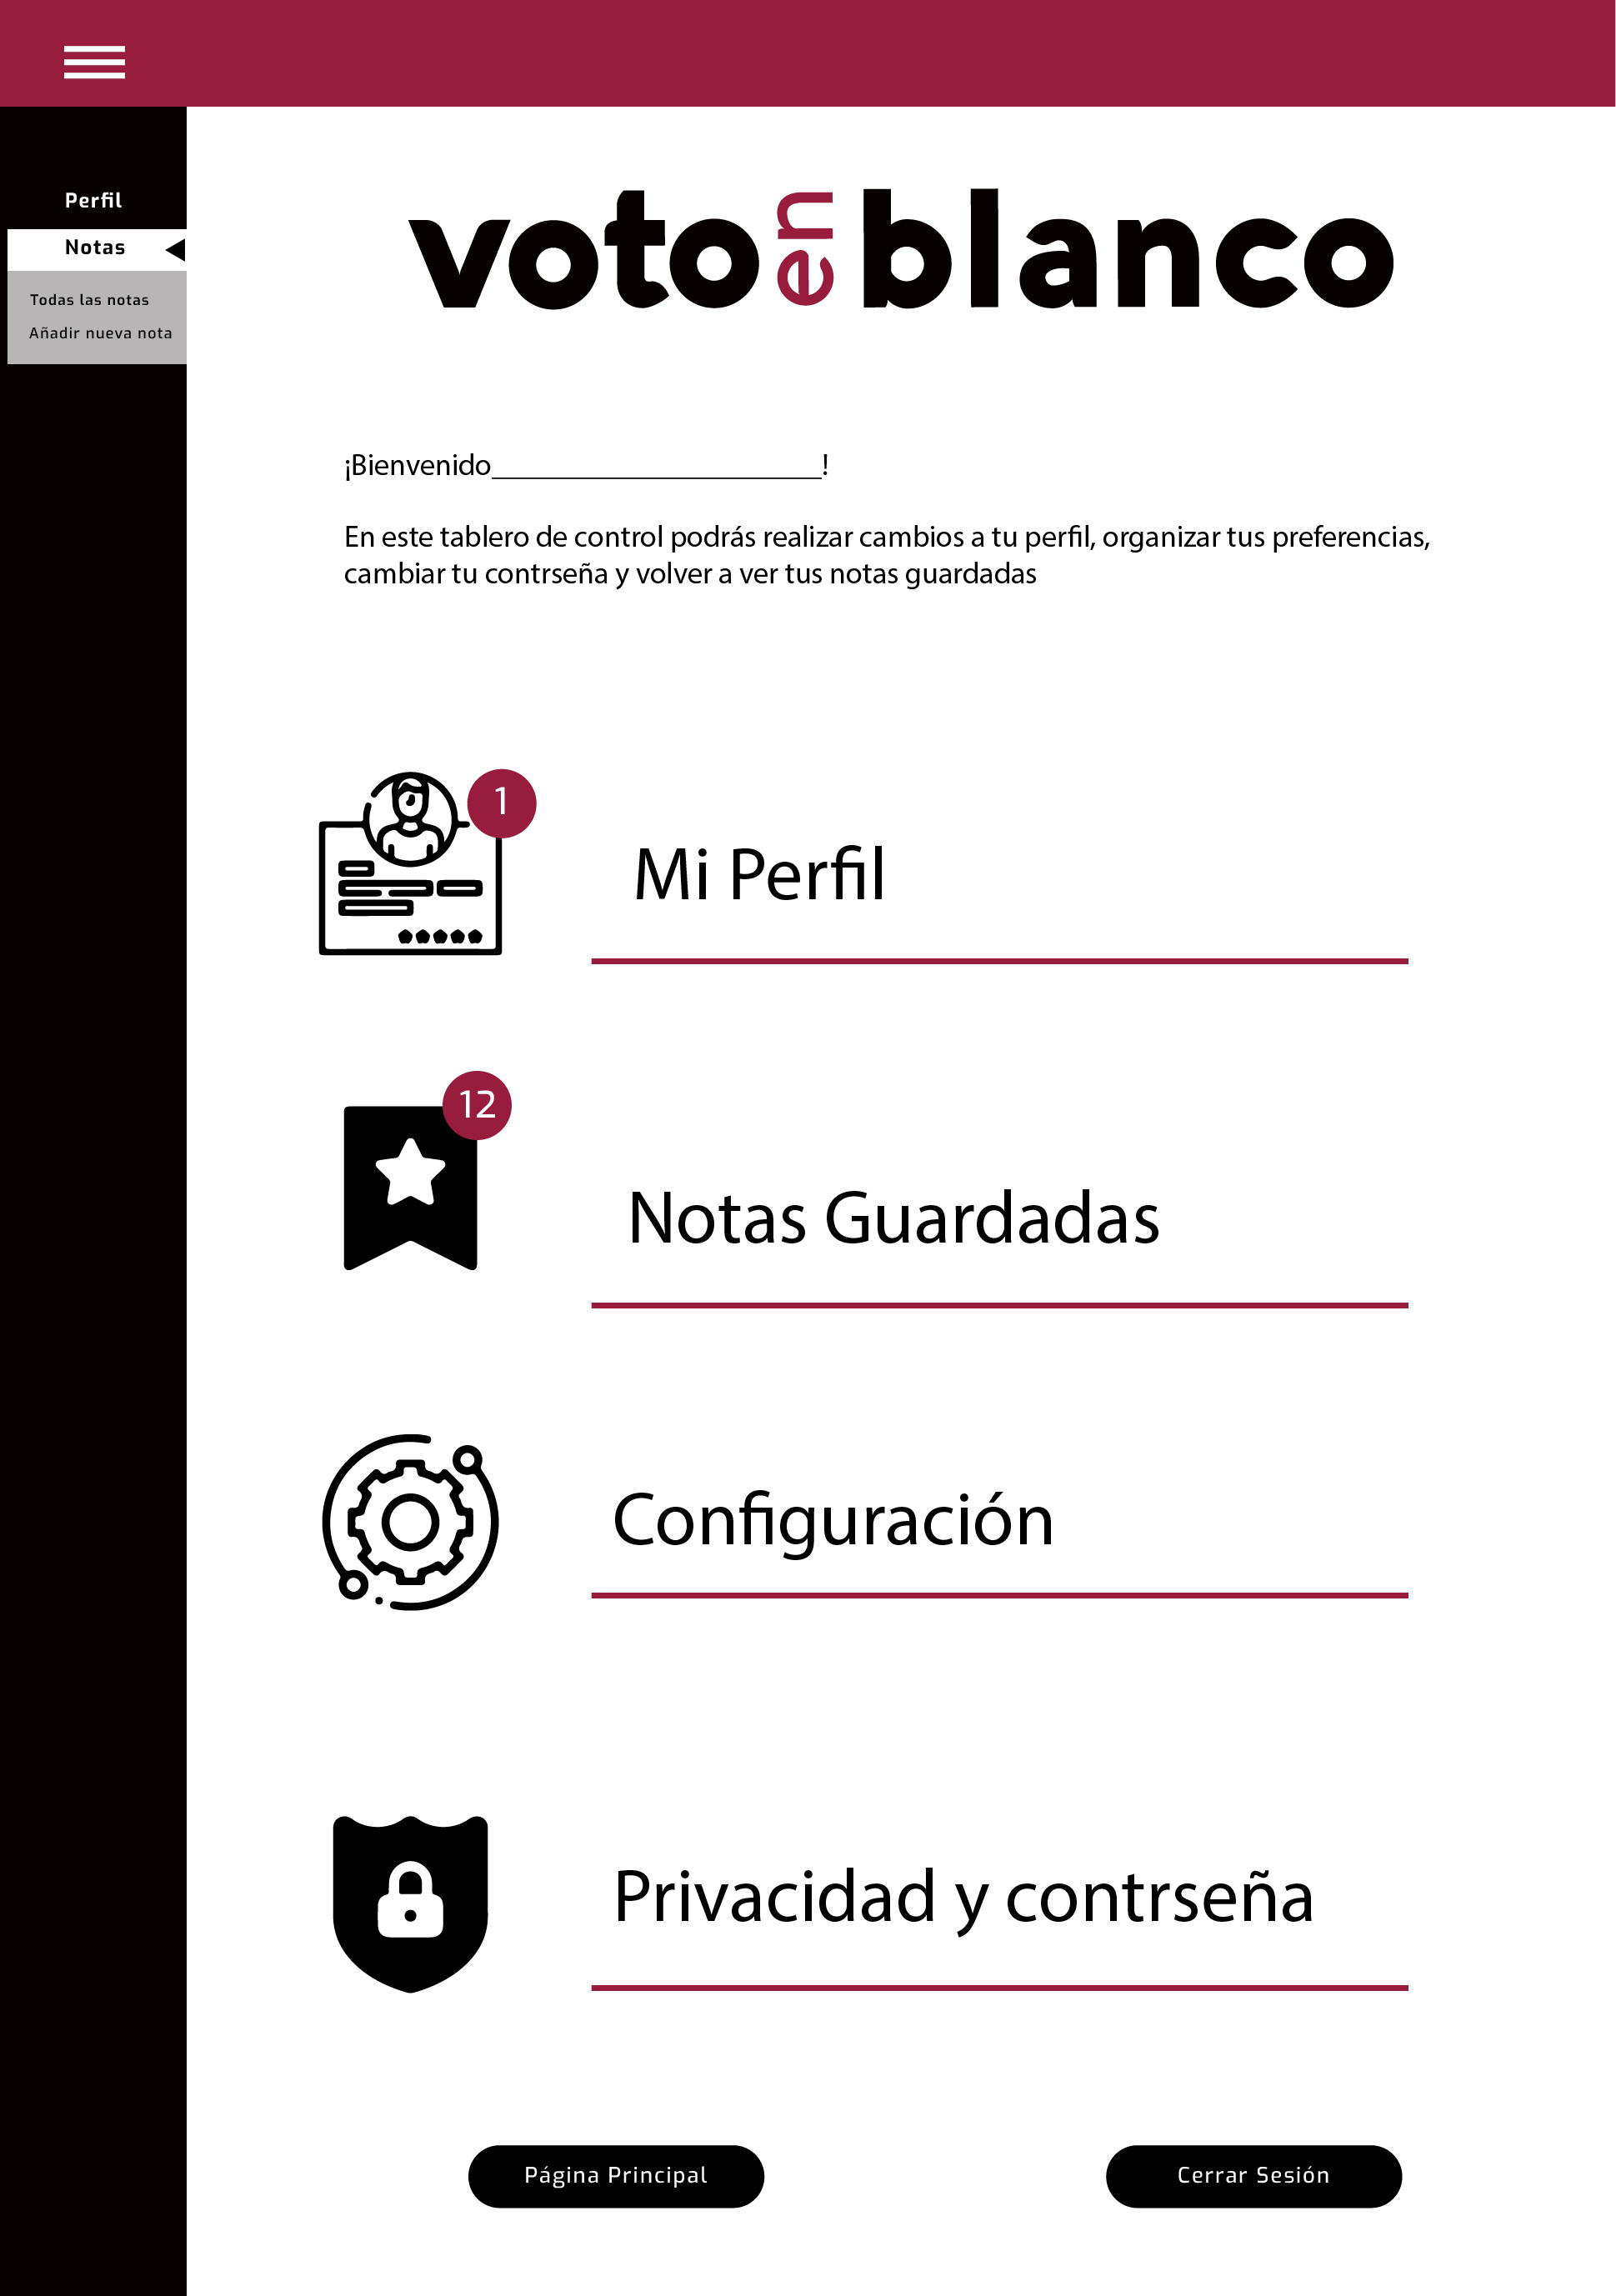 Perfil
Notas
Todas las notas
Añadir nueva nota
voto en blanco
¡Bienvenido______________________!
En este tablero de control podrás realizar cambios a tu perfil, organizar tus preferencias,
cambiar tu contrseña y volver a ver tus notas guardadas
1
Mi Perfil
12
Notas Guardadas
Configuración
Privacidad y contrseña
Página Principal
Cerrar Sesión